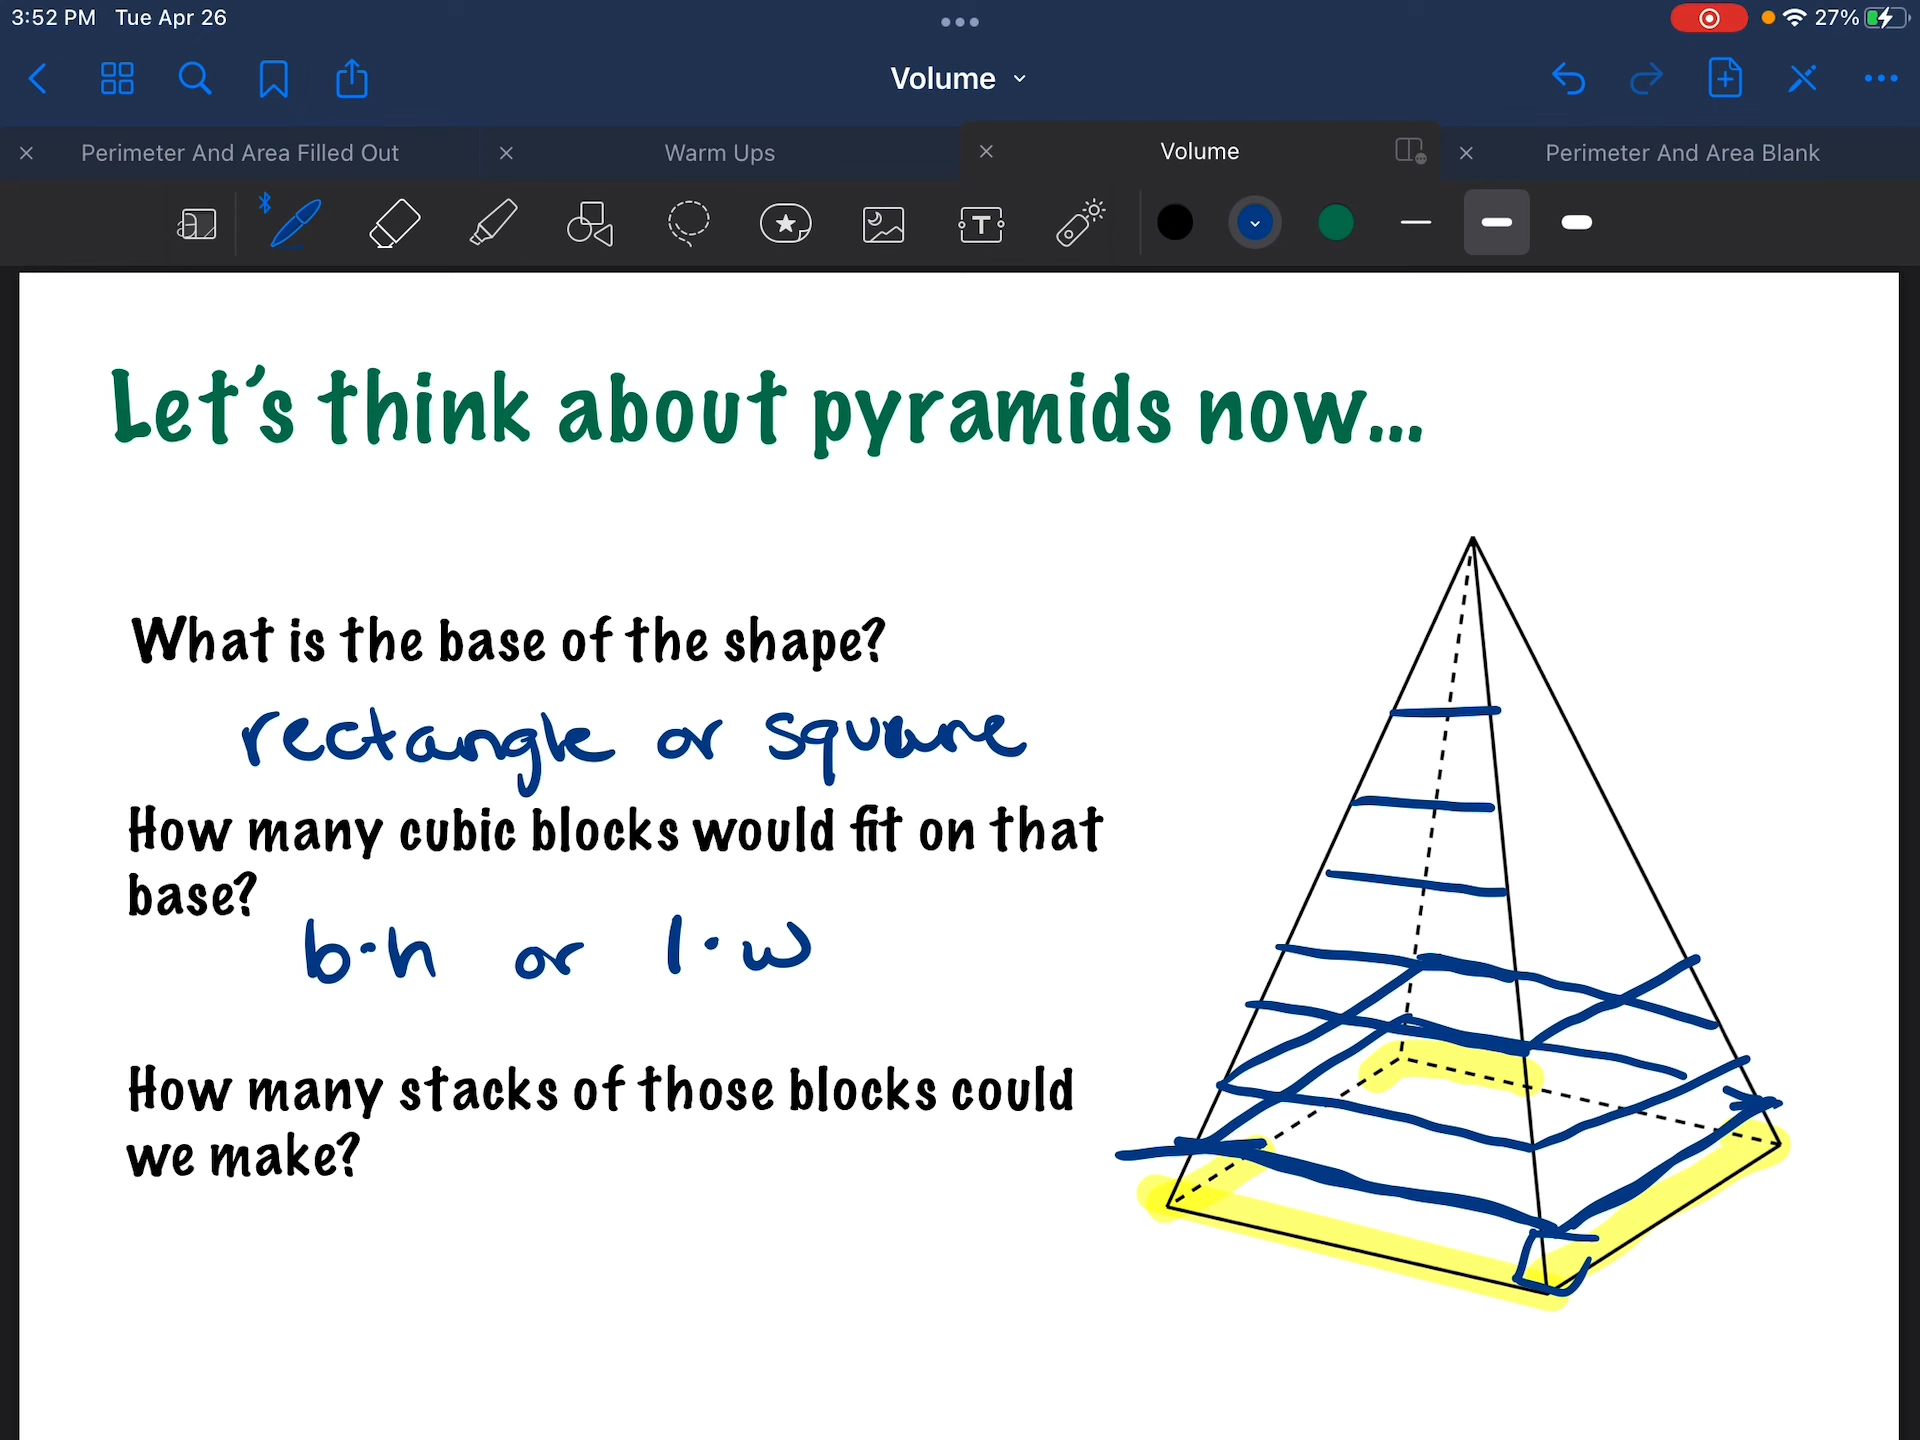 3:52 PM Tue Apr 26
27%
Volume
Perimeter And Area Filled Out
Warm Ups
Volume
Perimeter And Area Blank
Let's think about pyramids now...
What is the base of the shape?
rectangle or square
How many cubic blocks would fit on that
base?
b·h or l·w
How many stacks of those blocks could
we make?